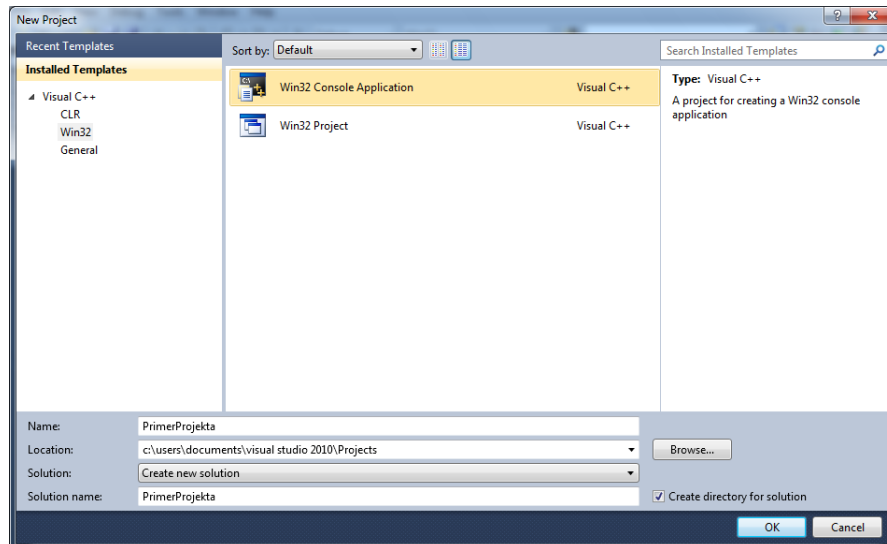 New Project
Recent Templates
Installed Templates
Visual C++
CLR
Win32
General
Sort by: Default
Win32 Console Application Visual C++
Win32 Project Visual C++
Search Installed Templates
Type: Visual C++
A project for creating a Win32 console
application
Name: PrimerProjekta
Location: c:\users\documents\visual studio 2010\Projects
Browse...
Solution: Create new solution
Solution name: PrimerProjekta
Create directory for solution
OK Cancel